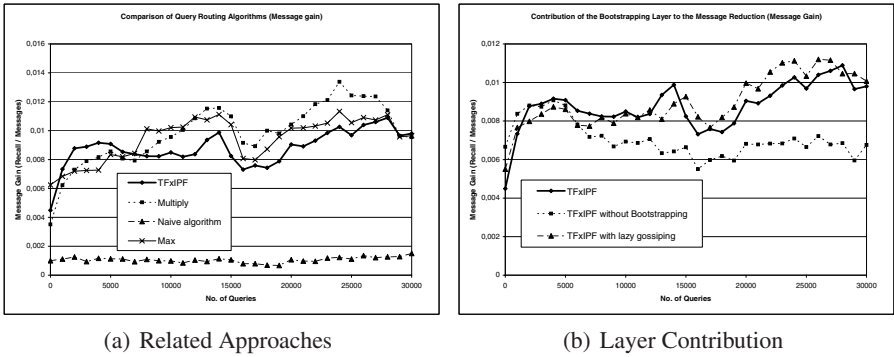 Comparison of Query Routing Algorithms (Message gain)
0,016
0,014
0,012
0,01
0,008
0,006
0,004
0,002
0
Message Gain (Recall / Messages)
TFxIPF
Multiply
Naive algorithm
Max
0 5000 10000 15000 20000 25000 30000
No. of Queries
(a) Related Approaches
Contribution of the Bootstrapping Layer to the Message Reduction (Message Gain)
0,012
0,01
0,008
0,006
0,004
0,002
0
Message Gain (Recall / Messages)
TFxIPF
TFxIPF without Bootstrapping
TFxIPF with lazy gossiping
0 5000 10000 15000 20000 25000 30000
No. of Queries
(b) Layer Contribution